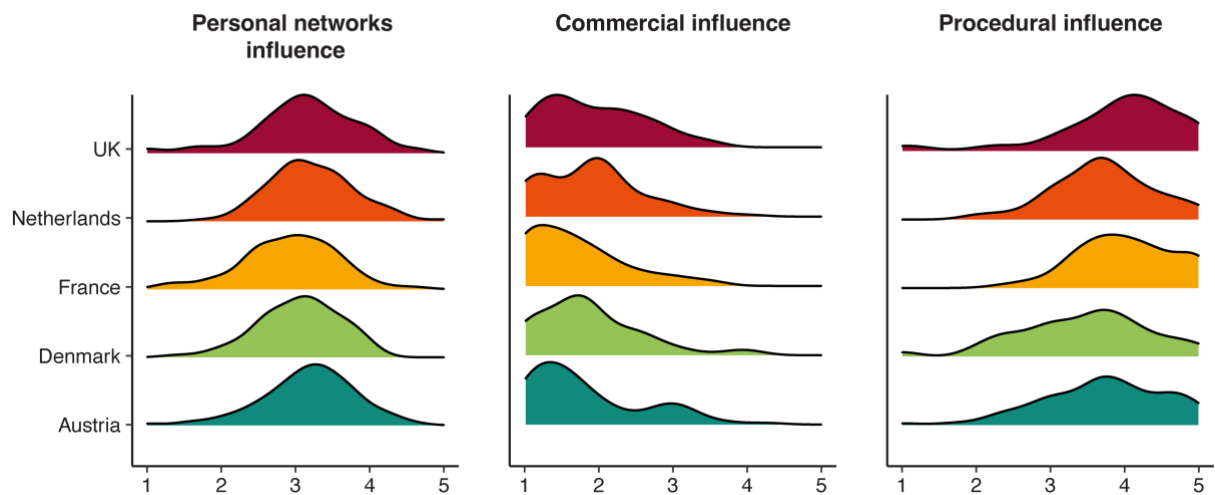 Personal networks
influence
Commercial influence
Procedural influence
UK
Netherlands
France
Denmark
Austria
1 2 3 4 5
1 2 3 4 5
1 2 3 4 5